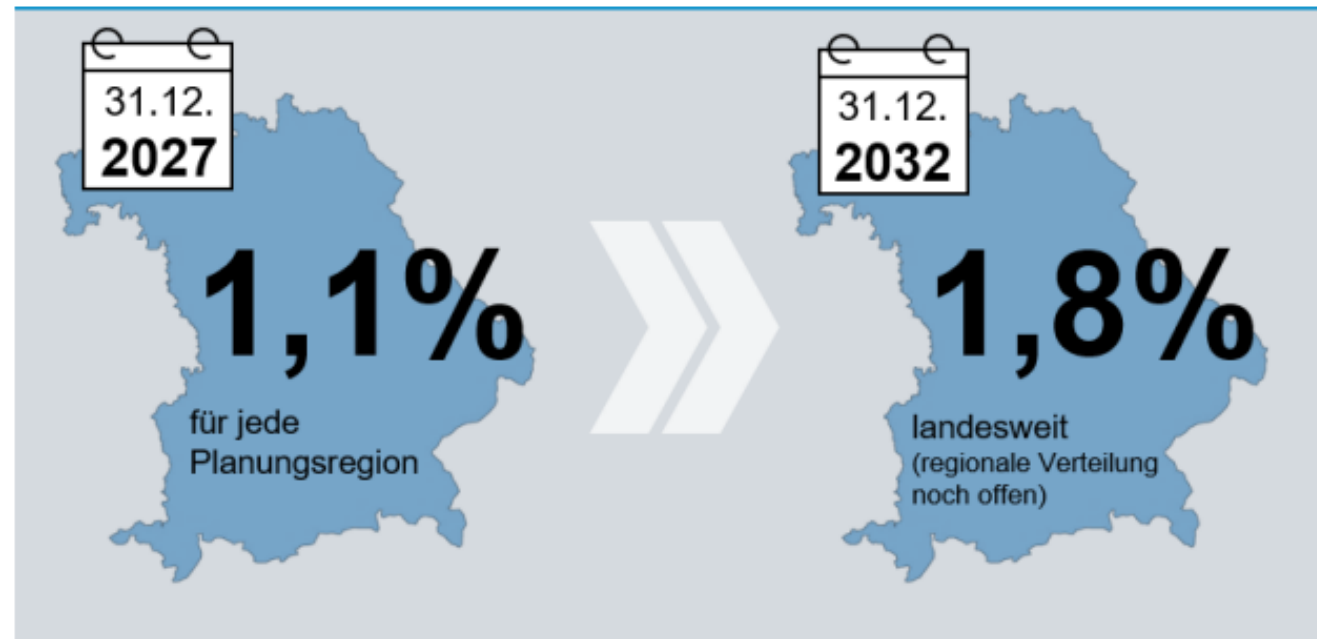 31.12.
2027
1,1%
für jede
Planungsregion
31.12.
2032
1,8%
landesweit
(regionale Verteilung
noch offen)